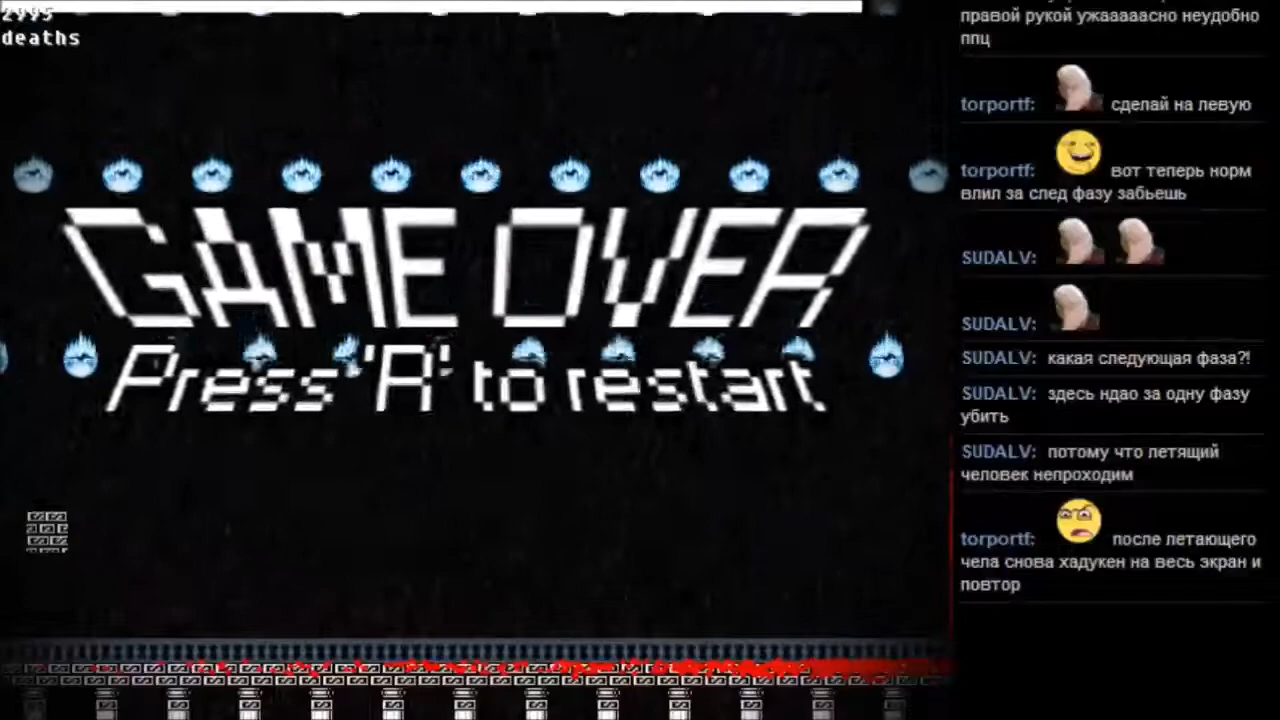 2995
deaths
GAME OVER
Press 'R' to restart
правой рукой ужааааасно неудобно
ппц
torportf: сделай на левую
torportf: вот теперь норм
влил за след фазу забьешь
SUDALV:
SUDALV:
SUDALV: какая следующая фаза?!
SUDALV: здесь ндао за одну фазу
убить
SUDALV: потому что летящий
человек непроходим
torportf: после летающего
чела снова хадукен на весь экран и
повтор